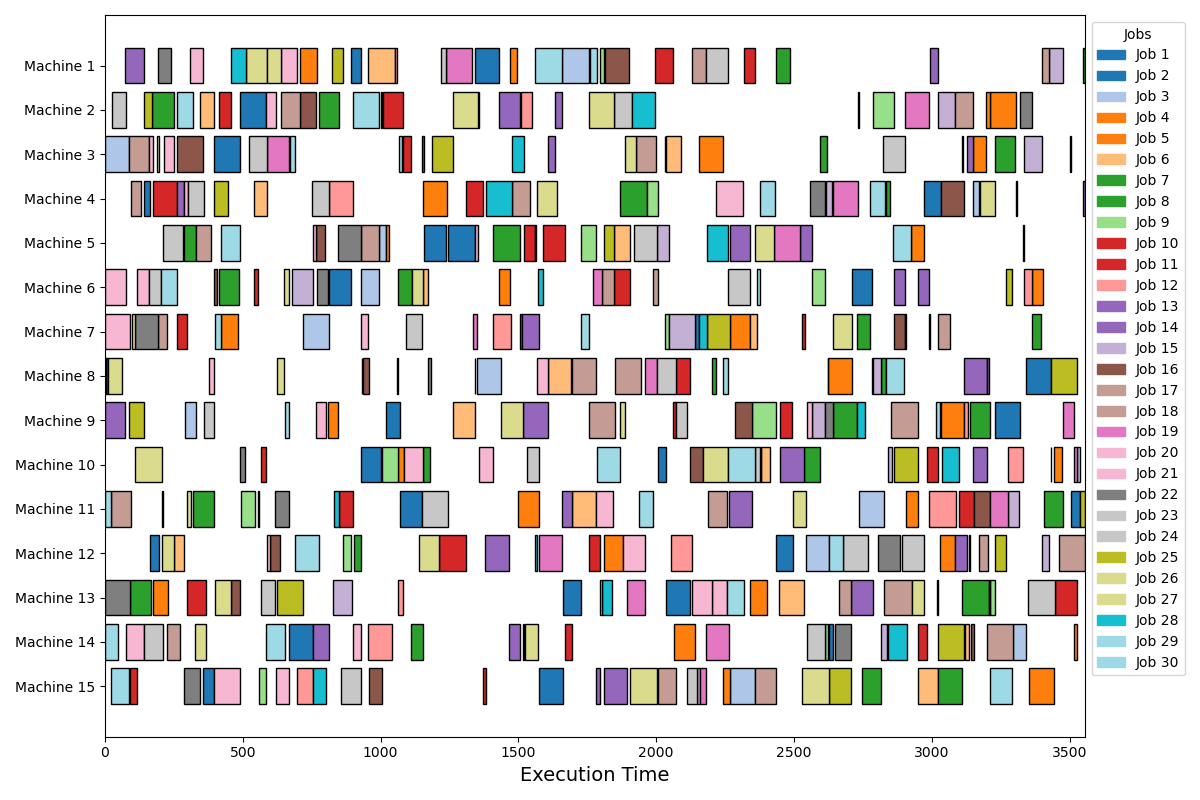 Machine 1
Machine 2
Machine 3
Machine 4
Machine 5
Machine 6
Machine 7
Machine 8
Machine 9
Machine 10
Machine 11
Machine 12
Machine 13
Machine 14
Machine 15
0 500 1000 1500 2000 2500 3000 3500
Execution Time
Jobs
Job 1
Job 2
Job 3
Job 4
Job 5
Job 6
Job 7
Job 8
Job 9
Job 10
Job 11
Job 12
Job 13
Job 14
Job 15
Job 16
Job 17
Job 18
Job 19
Job 20
Job 21
Job 22
Job 23
Job 24
Job 25
Job 26
Job 27
Job 28
Job 29
Job 30